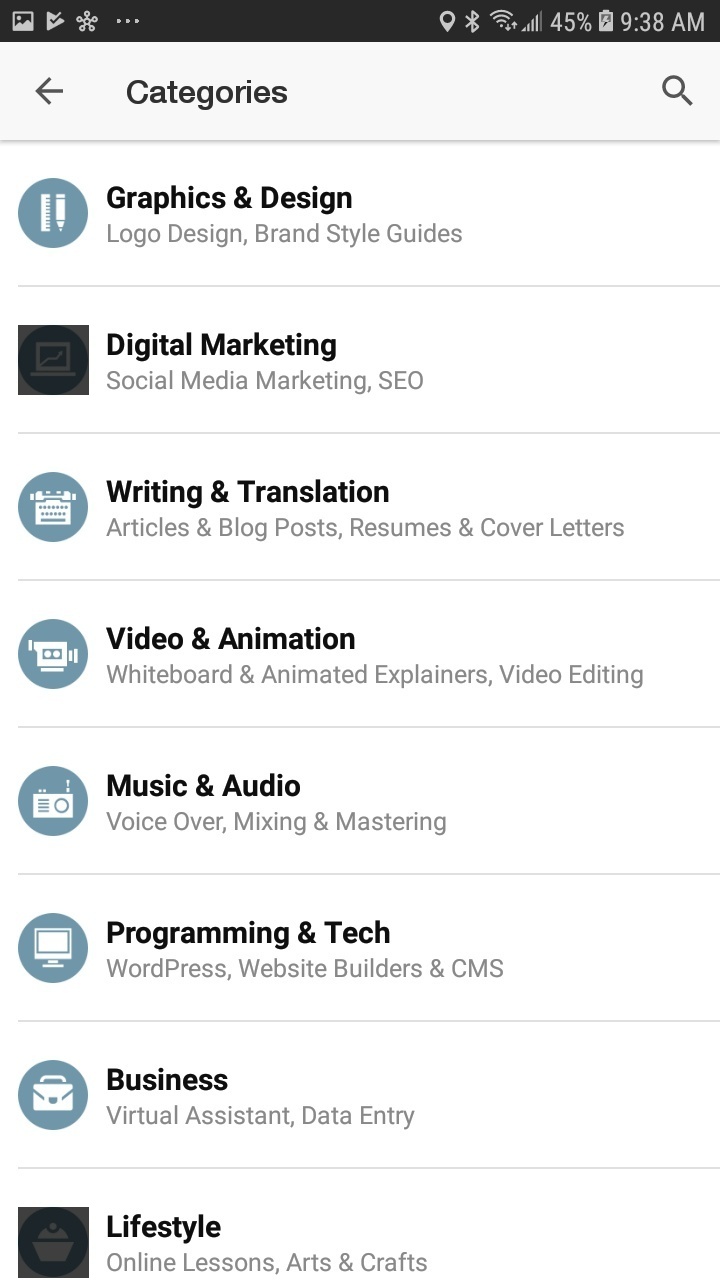 45% 9:38 AM
Categories
Graphics & Design
Logo Design, Brand Style Guides
Digital Marketing
Social Media Marketing, SEO
Writing & Translation
Articles & Blog Posts, Resumes & Cover Letters
Video & Animation
Whiteboard & Animated Explainers, Video Editing
Music & Audio
Voice Over, Mixing & Mastering
Programming & Tech
WordPress, Website Builders & CMS
Business
Virtual Assistant, Data Entry
Lifestyle
Online Lessons, Arts & Crafts